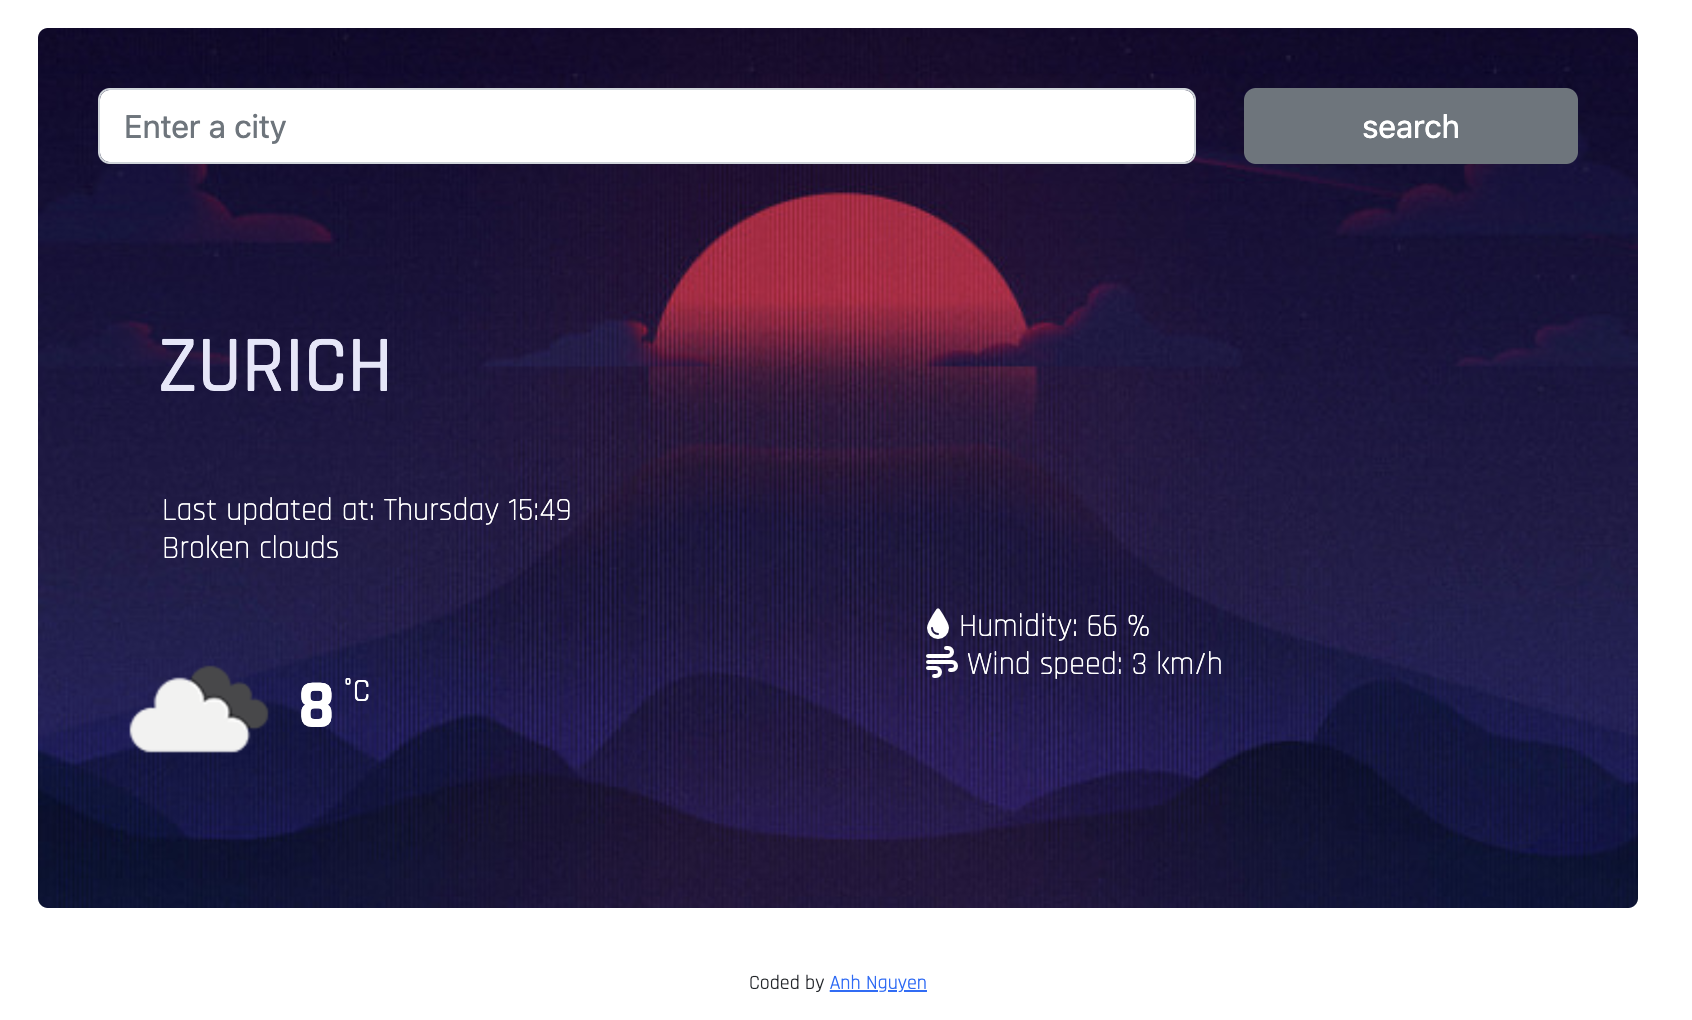 Enter a city
search
ZURICH
Last updated at: Thursday 15:49
Broken clouds
Humidity: 66 %
Wind speed: 3 km/h
8 °C
Coded by Anh Nguyen